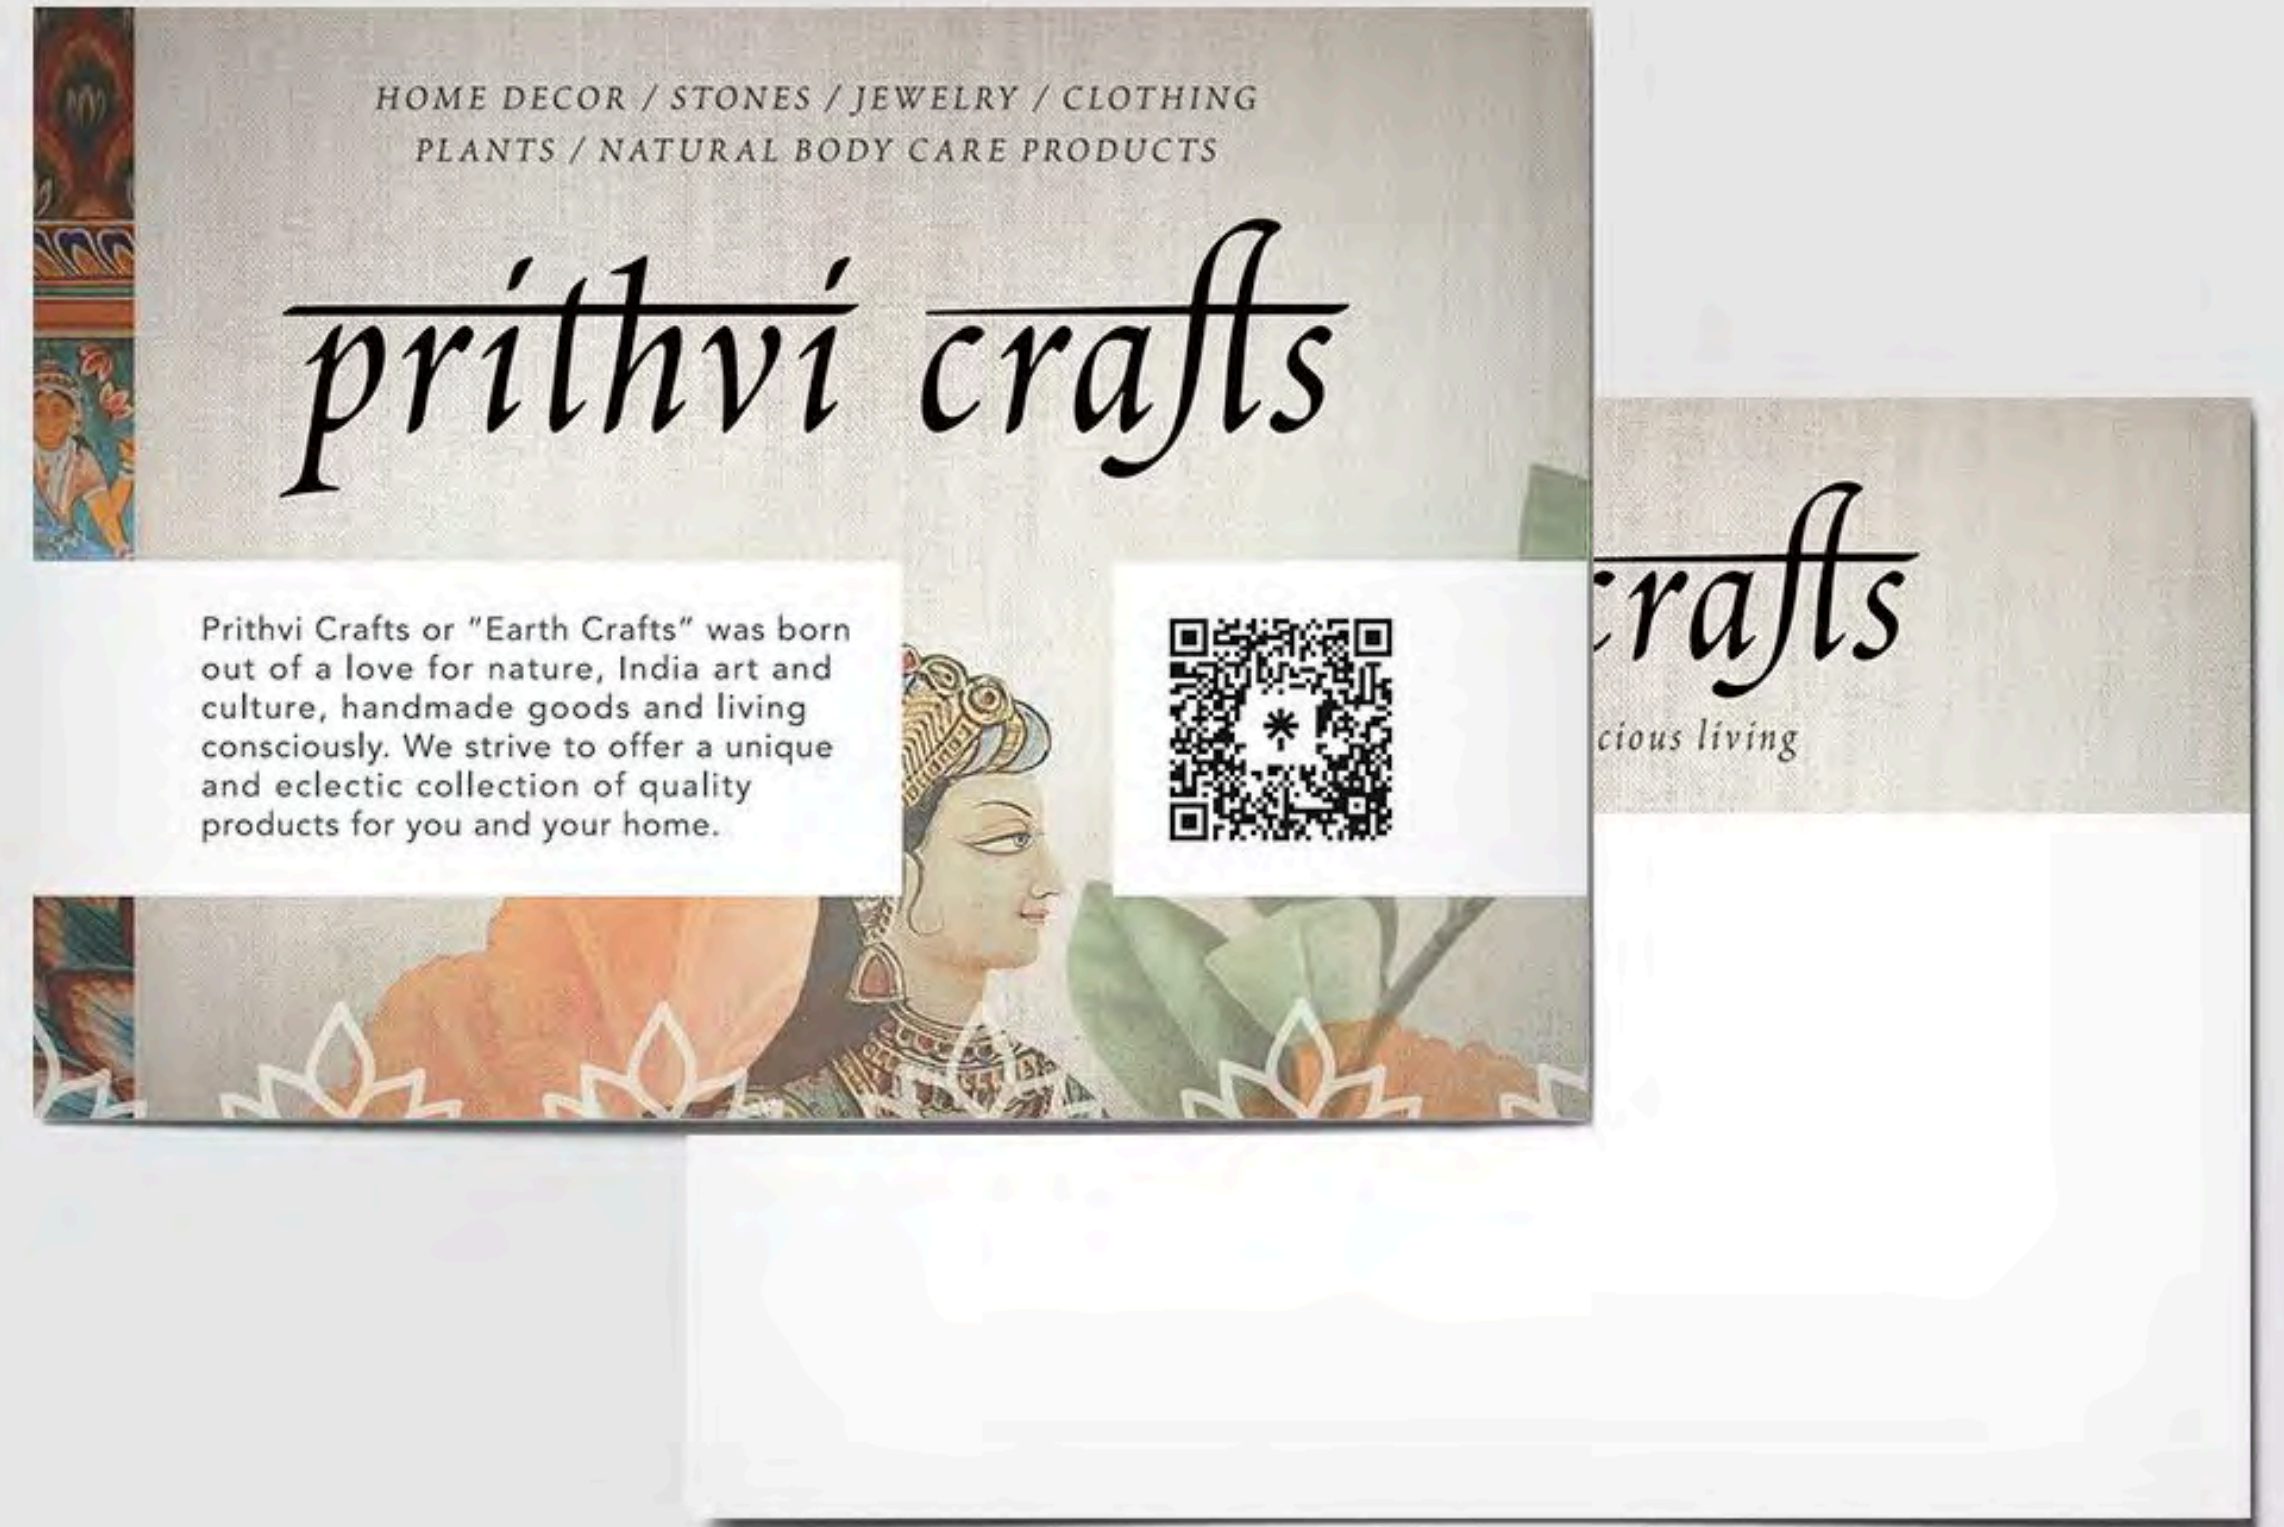 HOME DECOR / STONES / JEWELRY / CLOTHING
PLANTS / NATURAL BODY CARE PRODUCTS
prithvi crafts
Prithvi Crafts or "Earth Crafts" was born
out of a love for nature, India art and
culture, handmade goods and living
consciously. We strive to offer a unique
and eclectic collection of quality
products for you and your home.
crafts
living